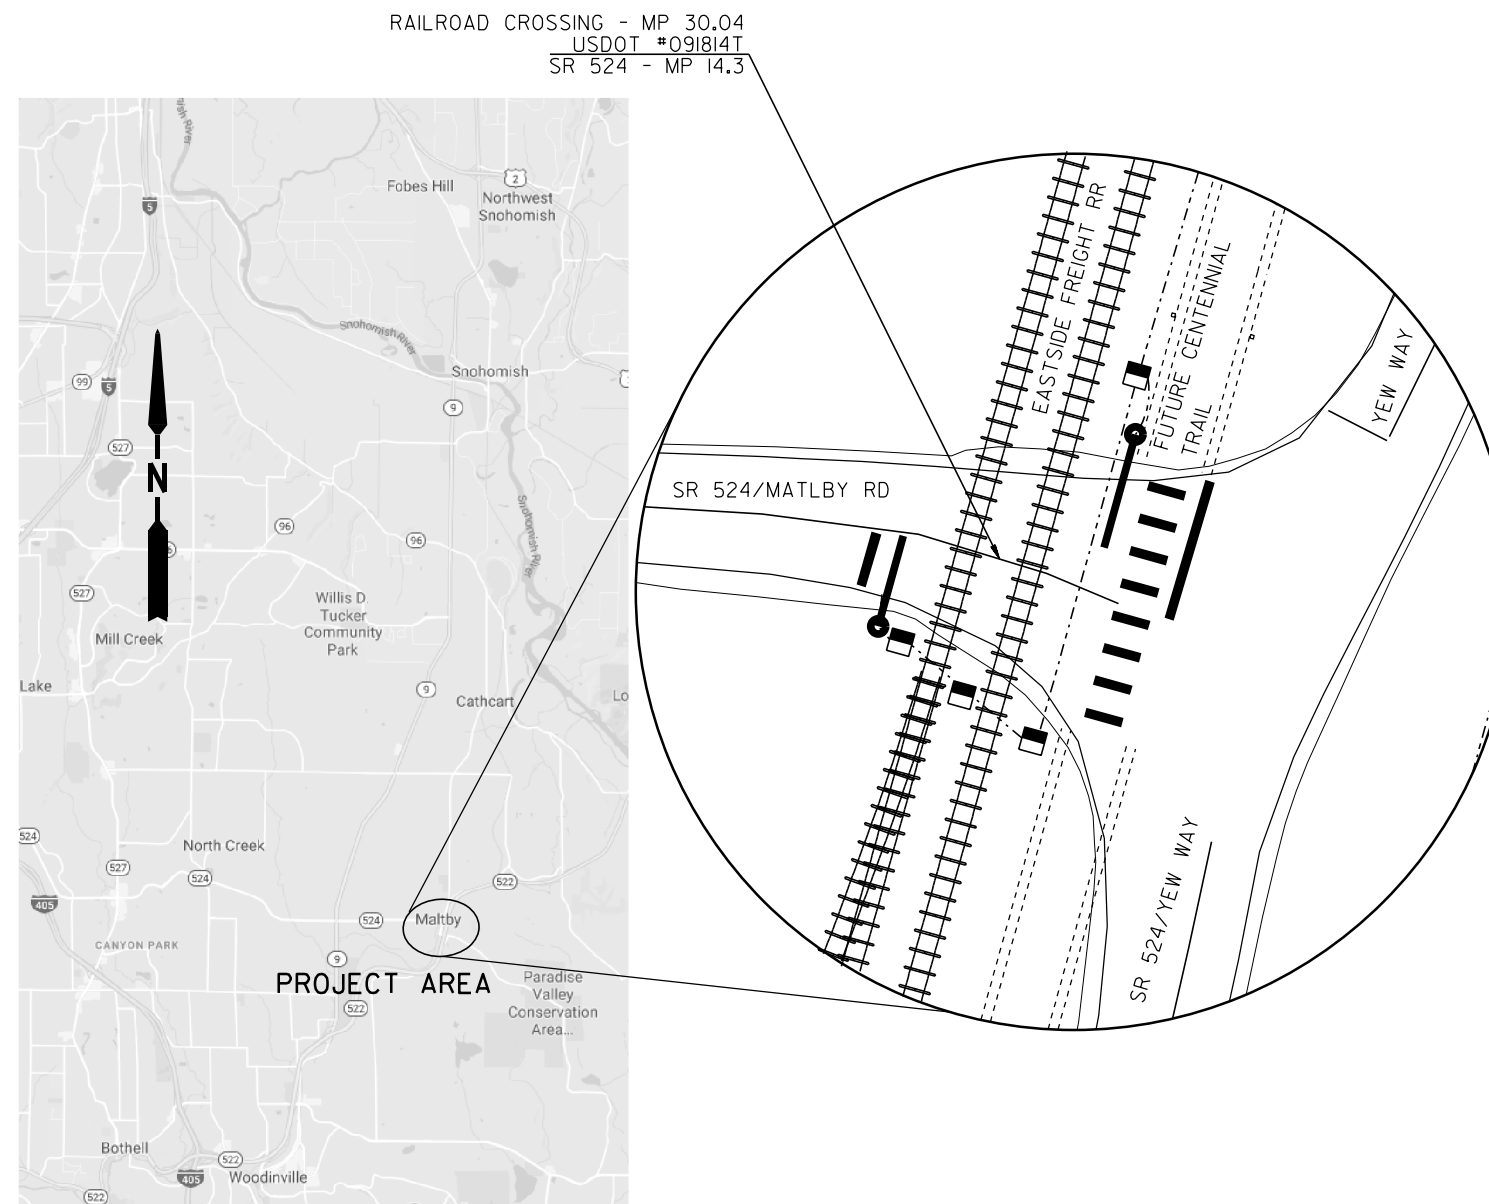 RAILROAD CROSSING - MP 30.04
USDOT #091814T
SR 524 - MP 14.3
nish River
5
Fobes Hill
2
Northwest
Snohomish
Snohomish River
Snohomish
99
5
9
527
N
96
96
Snohomish River
527
Willis D.
Tucker
Community
Park
Mill Creek
Lake
9
Cathcart
Lo
524
North Creek
527
524
522
405
524
Maltby
CANYON PARK
9
PROJECT AREA
Paradise
Valley
Conservation
Area...
522
Bothell
522
405
Woodinville
522
EASTSIDE FREIGHT RR
FUTURE CENTENNIAL
TRAIL
YEW WAY
SR 524/MATLBY RD
SR 524/YEW WAY